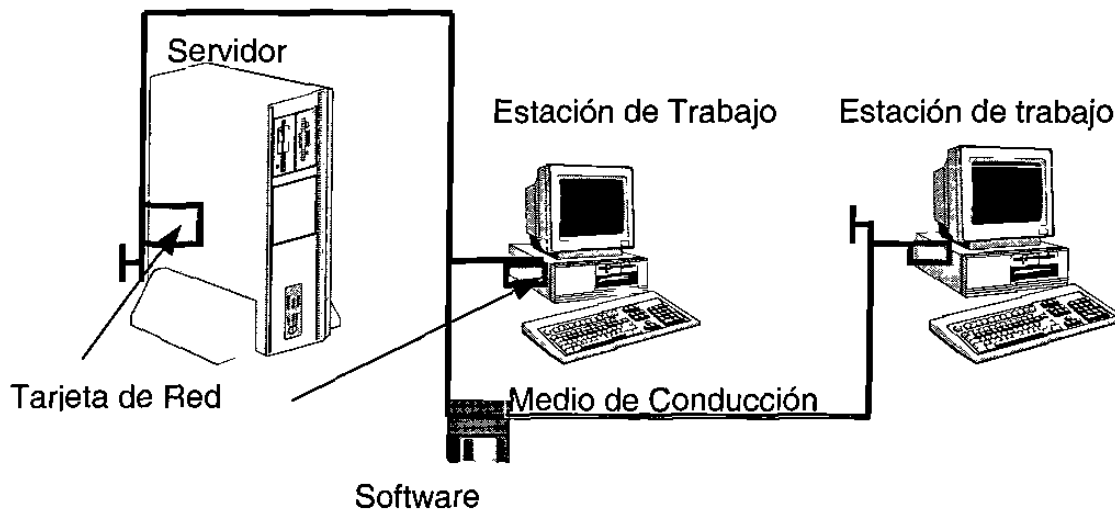 Servidor
Estación de Trabajo
Estación de trabajo
Tarjeta de Red
Medio de Conducción
Software